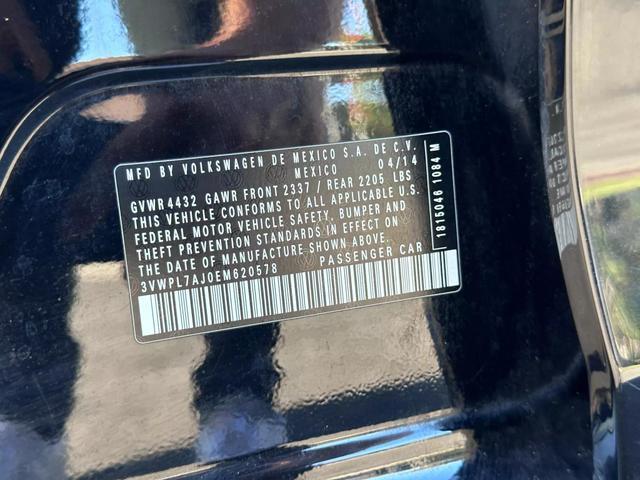 MFD BY VOLKSWAGEN DE MEXICO S.A. DE C.V.
MEXICO 04/14
GVWR 4432 GAWR FRONT 2337 / REAR 2205 LBS
THIS VEHICLE CONFORMS TO ALL APPLICABLE U.S.
FEDERAL MOTOR VEHICLE SAFETY, BUMPER AND
THEFT PREVENTION STANDARDS IN EFFECT ON
THE DATE OF MANUFACTURE SHOWN ABOVE.
3VWPL7AJ0EM620578 PASSENGER CAR
1815046 1084 M